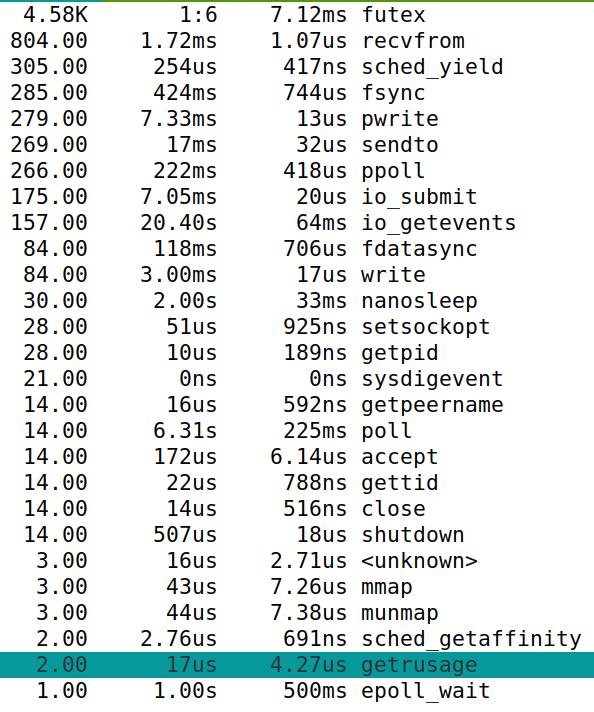 4.58K 1:6 7.12ms futex
804.00 1.72ms 1.07us recvfrom
305.00 254us 417ns sched_yield
285.00 424ms 744us fsync
279.00 7.33ms 13us pwrite
269.00 17ms 32us sendto
266.00 222ms 418us ppoll
175.00 7.05ms 20us io_submit
157.00 20.40s 64ms io_getevents
84.00 118ms 706us fdatasync
84.00 3.00ms 17us write
30.00 2.00s 33ms nanosleep
28.00 51us 925ns setsockopt
28.00 10us 189ns getpid
21.00 0ns 0ns sysdigevent
14.00 16us 592ns getpeername
14.00 6.31s 225ms poll
14.00 172us 6.14us accept
14.00 22us 788ns gettid
14.00 14us 516ns close
14.00 507us 18us shutdown
3.00 16us 2.71us <unknown>
3.00 43us 7.26us mmap
3.00 44us 7.38us munmap
2.00 2.76us 691ns sched_getaffinity
2.00 17us 4.27us getrusage
1.00 1.00s 500ms epoll_wait